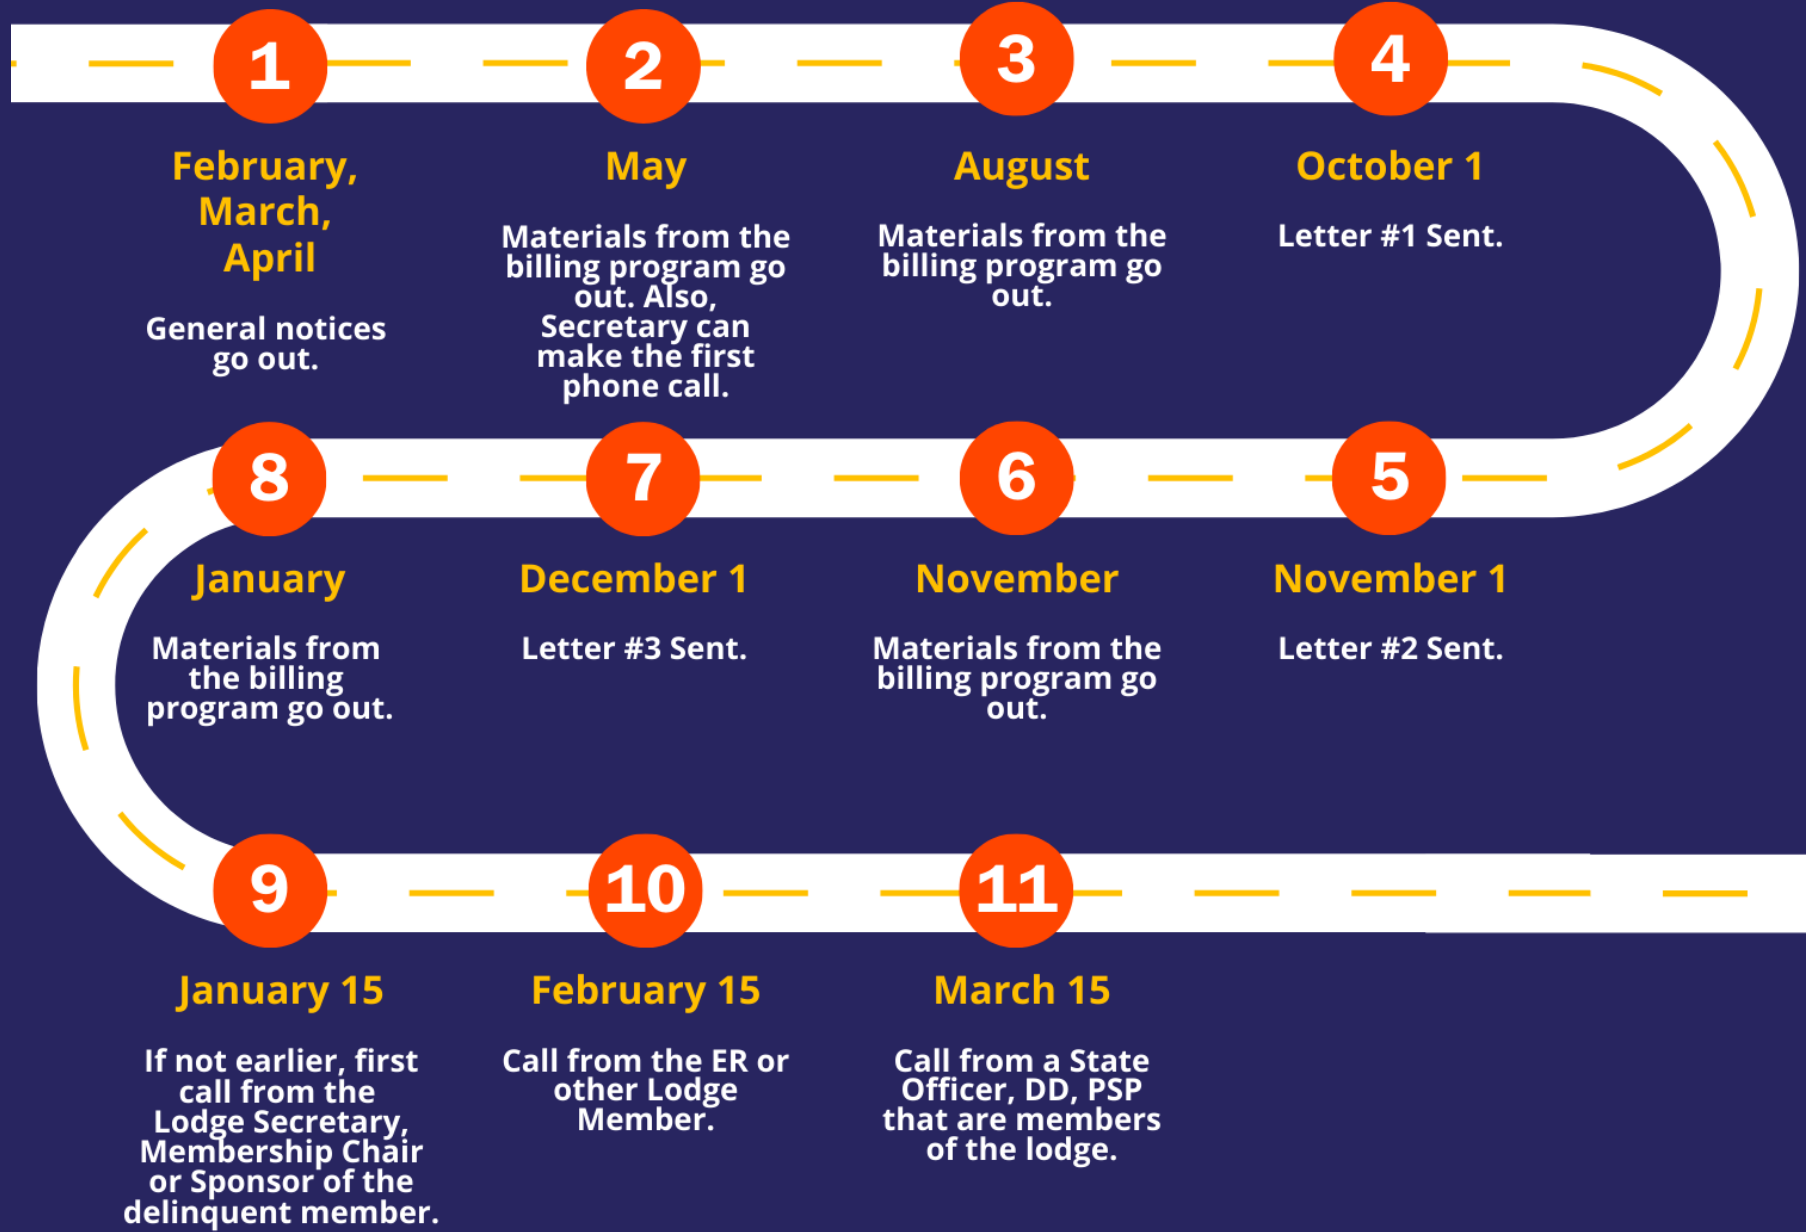 1
February,
March,
April
General notices
go out.
2
May
Materials from the
billing program go
out. Also,
Secretary can
make the first
phone call.
3
August
Materials from the
billing program go
out.
4
October 1
Letter #1 Sent.
5
November 1
Letter #2 Sent.
6
November
Materials from the
billing program go
out.
7
December 1
Letter #3 Sent.
8
January
Materials from
the billing
program go out.
9
January 15
If not earlier, first
call from the
Lodge Secretary,
Membership Chair
or Sponsor of the
delinquent member.
10
February 15
Call from the ER or
other Lodge
Member.
11
March 15
Call from a State
Officer, DD, PSP
that are members
of the lodge.